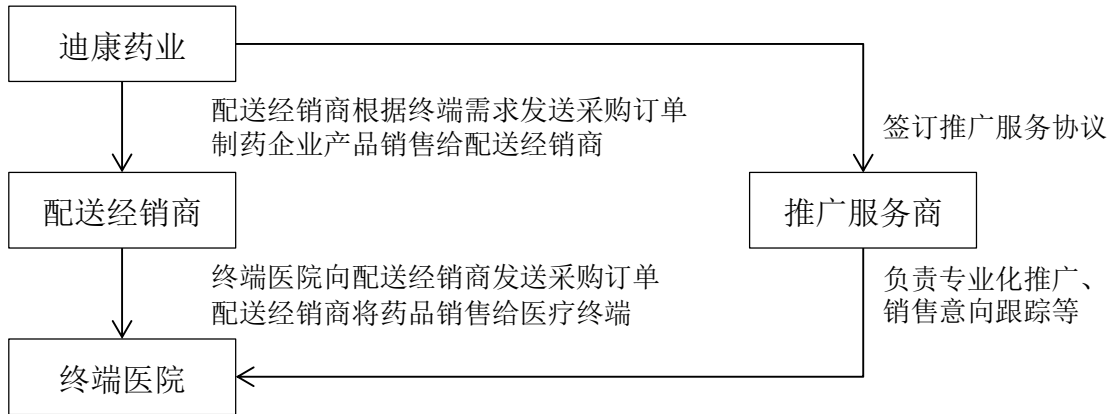 迪康药业
配送经销商根据终端需求发送采购订单
制药企业产品销售给配送经销商
签订推广服务协议
配送经销商
推广服务商
终端医院向配送经销商发送采购订单
配送经销商将药品销售给医疗终端
负责专业化推广、
销售意向跟踪等
终端医院